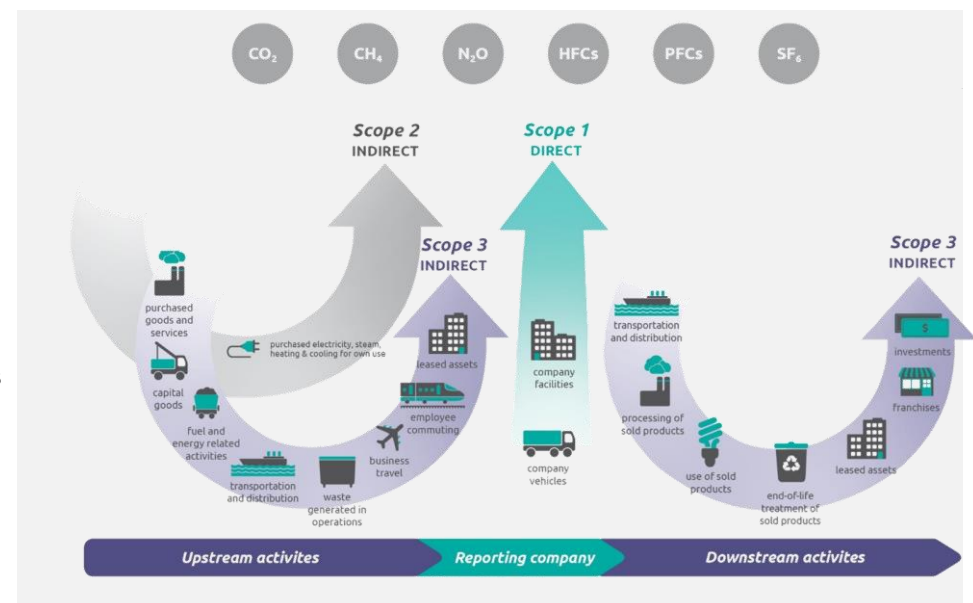 CO₂
CH₄
N₂O
HFCs
PFCs
SF₆
Scope 2
INDIRECT
Scope 1
DIRECT
Scope 3
INDIRECT
Scope 3
INDIRECT
purchased
goods and
services
capital
goods
fuel and
energy related
activities
transportation
and distribution
waste
generated in
operations
business
travel
employee
commuting
leased assets
purchased electricity, steam,
heating & cooling for own use
company
facilities
company
vehicles
transportation
and distribution
processing of
sold products
use of sold
products
end-of-life
treatment of
sold products
leased assets
franchises
$
investments
Upstream activites
Reporting company
Downstream activites